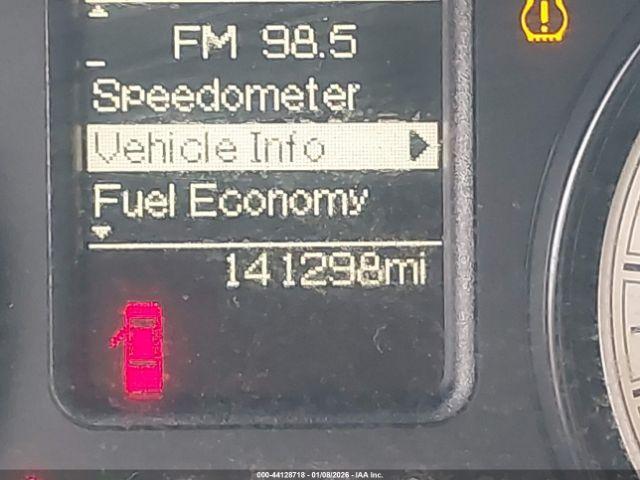 FM 98.5
Speedometer
Vehicle Info
Fuel Economy
141298mi
000-44128718 - 01/08/2026 - IAA Inc.